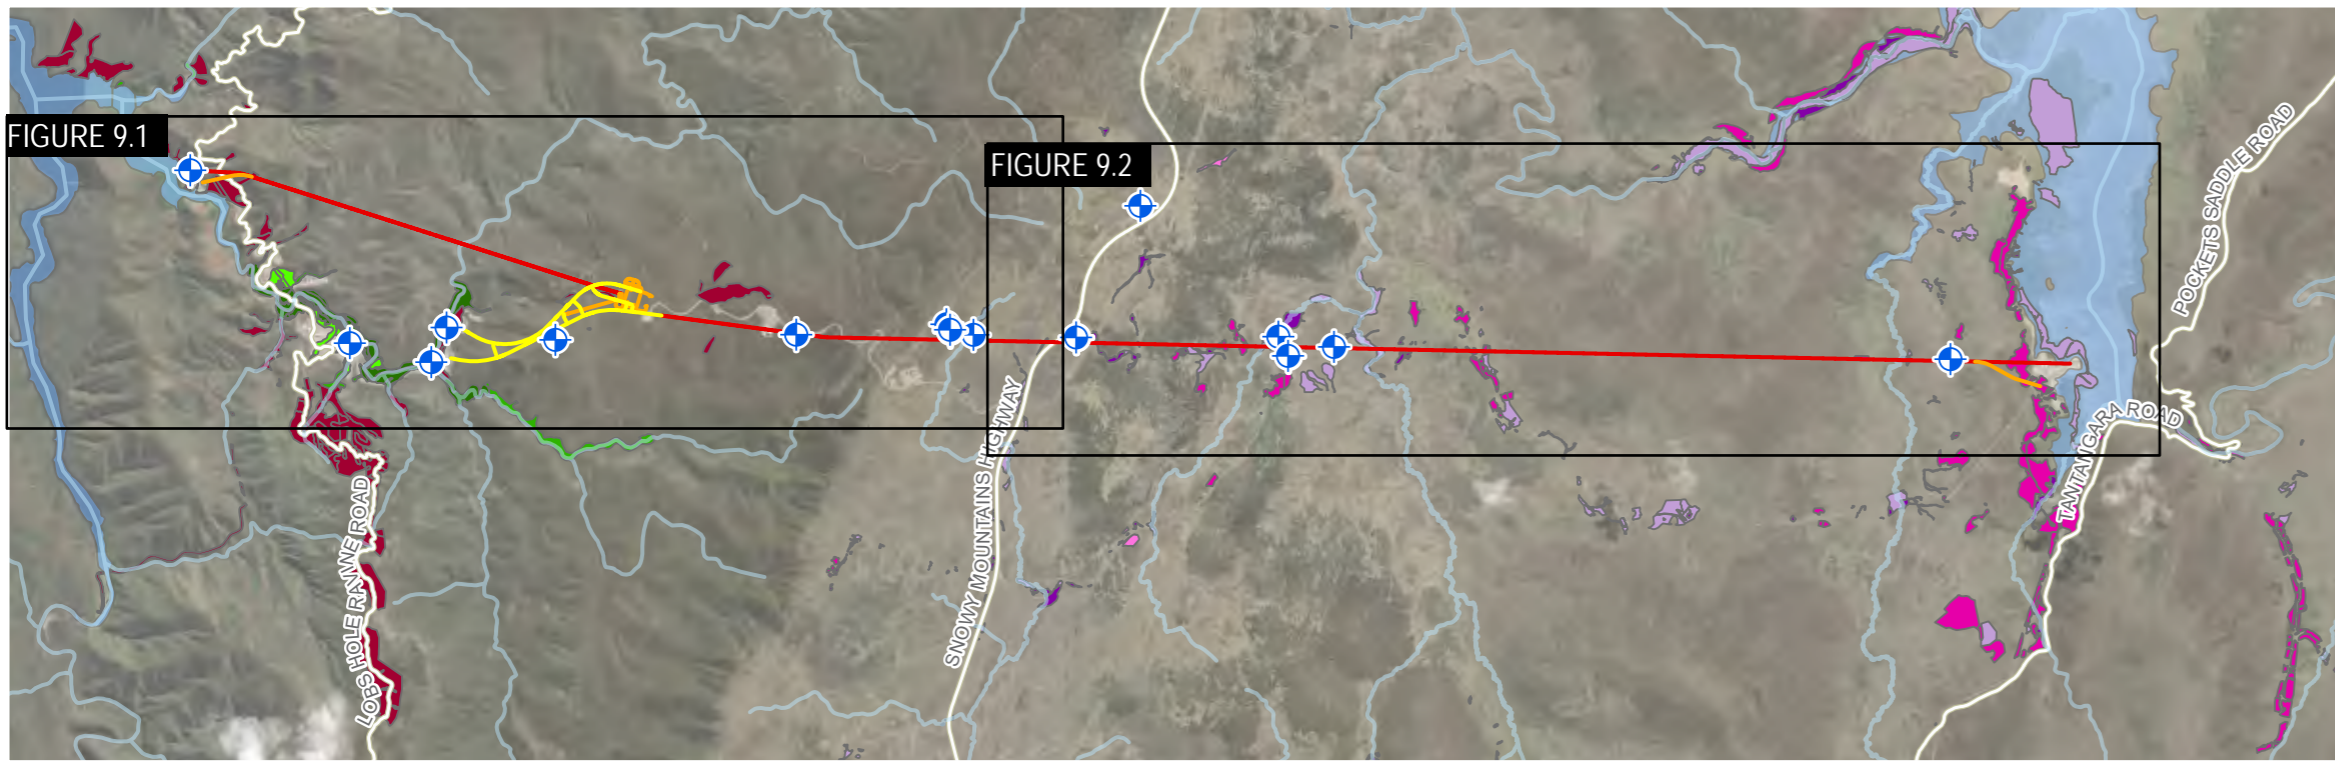 FIGURE 9.1
FIGURE 9.2
POCKETS SADDLE ROAD
SNOWY MOUNTAINS HIGHWAY
TANTANGARA ROAD
LOBS HOLE RAVINE ROAD